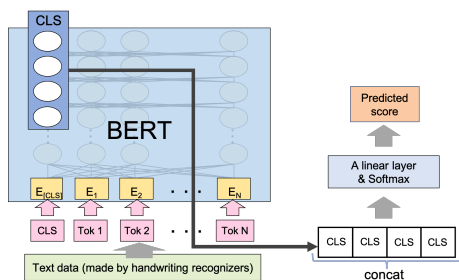 CLS
BERT
E[CLS] E1 E2 . . . . EN
CLS Tok 1 Tok 2 . . . . Tok N
Text data (made by handwriting recognizers)
Predicted
score
A linear layer
& Softmax
CLS CLS CLS CLS
concat